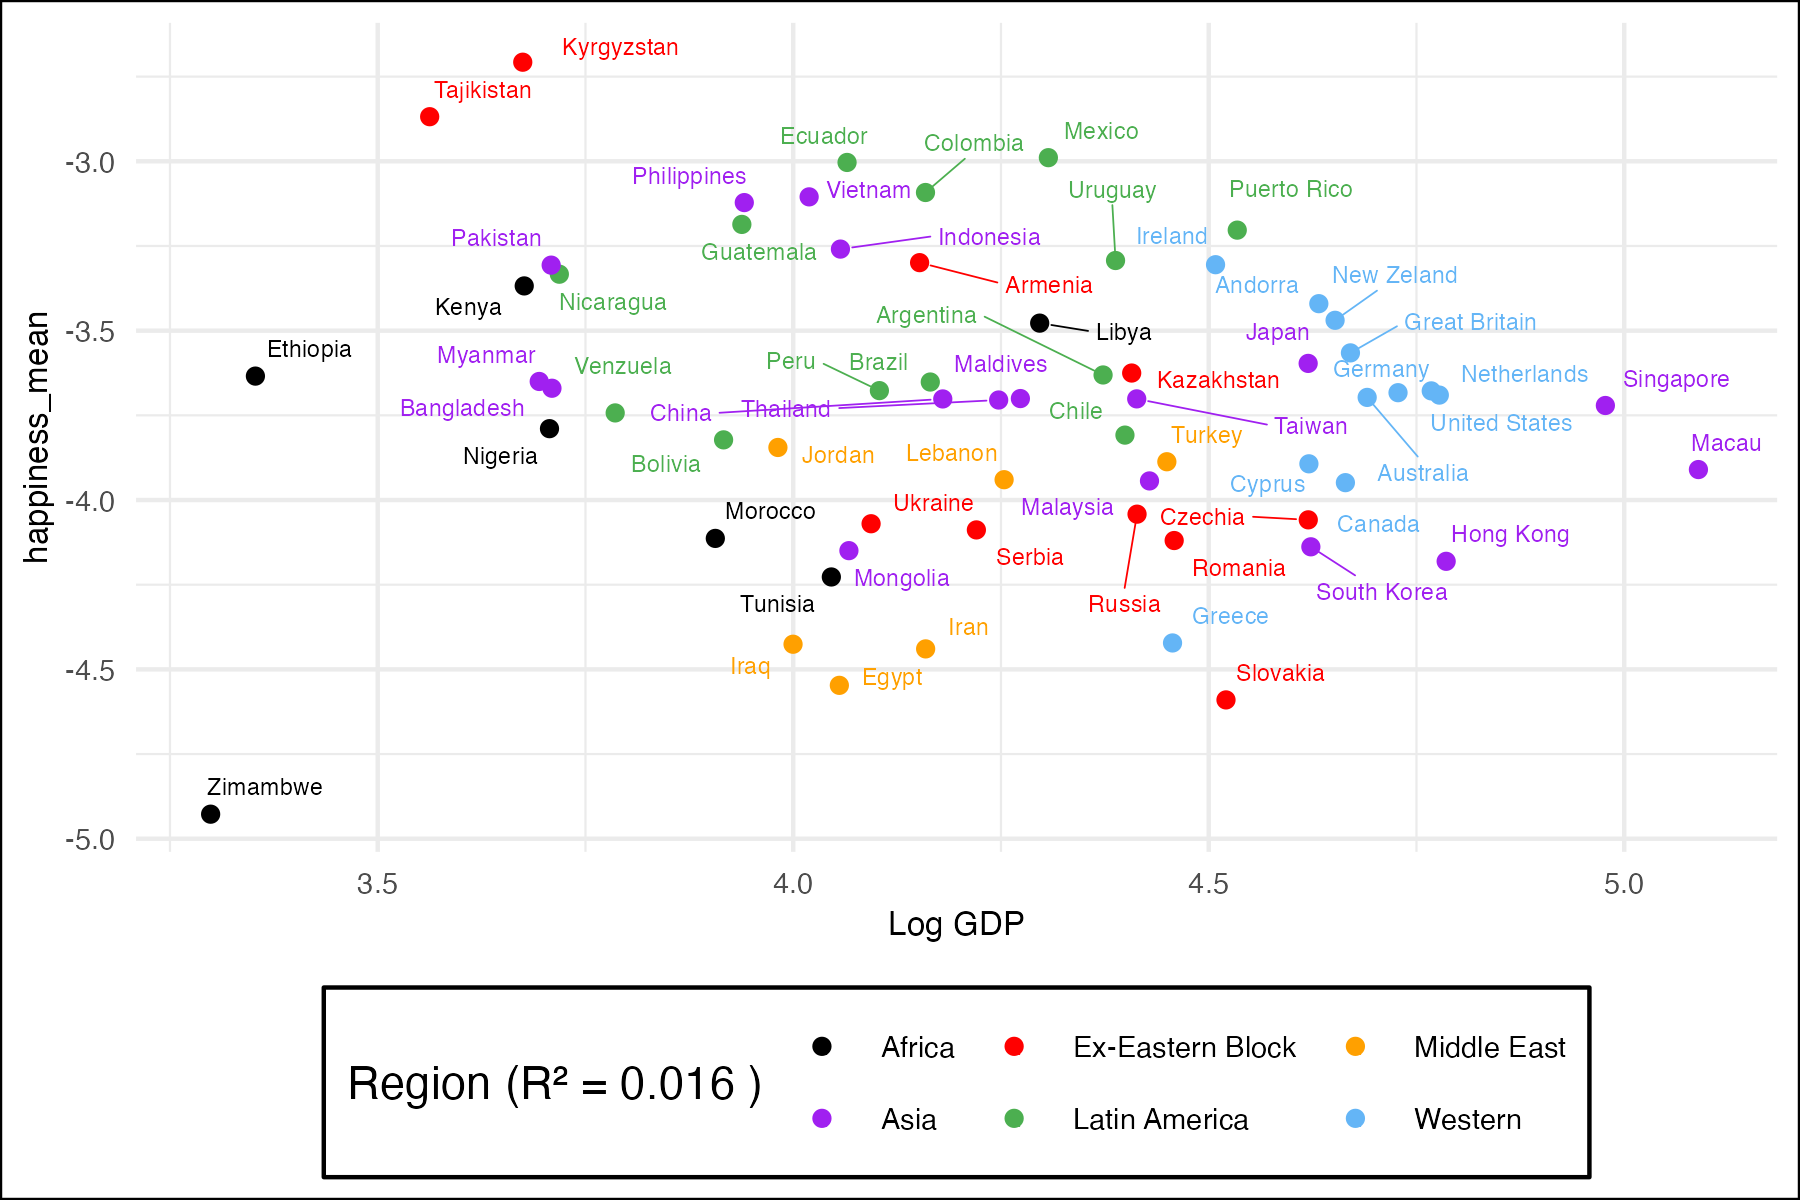 Kyrgyzstan
Tajikistan
Ecuador
Colombia
Mexico
-3.0
Philippines
Vietnam
Uruguay
Puerto Rico
Pakistan
Guatemala
Indonesia
Ireland
Kenya
Nicaragua
Armenia
Andorra
New Zeland
Argentina
Libya
Great Britain
-3.5
Ethiopia
Myanmar
Venzuela
Peru
Brazil
Maldives
Japan
Germany
Netherlands
Kazakhstan
Singapore
Bangladesh
China
Thailand
Chile
Taiwan
United States
Nigeria
Bolivia
Jordan
Lebanon
Turkey
Macau
Cyprus
Australia
-4.0
Morocco
Ukraine
Malaysia
Czechia
Canada
Hong Kong
Serbia
Romania
Mongolia
Tunisia
Russia
South Korea
Greece
Iran
Iraq
Egypt
-4.5
Slovakia
Zimambwe
-5.0
happiness_mean
3.5
4.0
4.5
5.0
Log GDP
Region (R² = 0.016 )
Africa
Ex-Eastern Block
Middle East
Asia
Latin America
Western